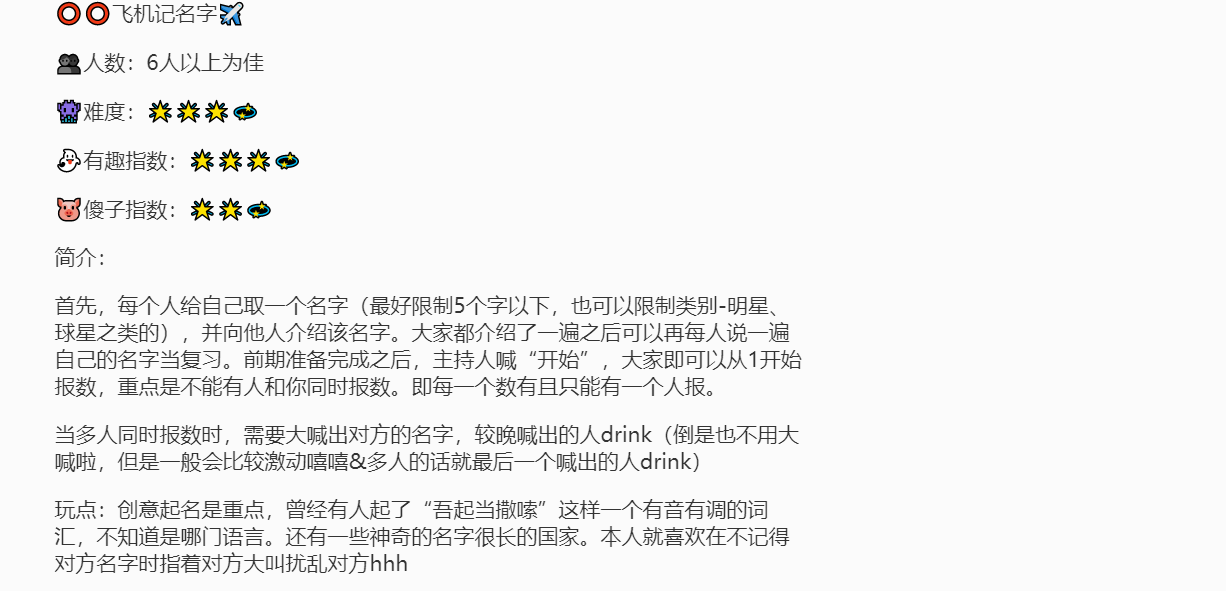 ⭕⭕飞机记名字✈️
👥人数：6人以上为佳
👾难度：🌟🌟🌟💫
👻有趣指数：🌟🌟🌟💫
🐷傻子指数：🌟🌟💫
简介：
首先，每个人给自己取一个名字（最好限制5个字以下，也可以限制类别-明星、
球星之类的），并向他人介绍该名字。大家都介绍了一遍之后可以再每人说一遍
自己的名字当复习。前期准备完成之后，主持人喊“开始”，大家即可以从1开始
报数，重点是不能有人和你同时报数。即每一个数有且只能有一个人报。
当多人同时报数时，需要大喊出对方的名字，较晚喊出的人drink（倒是也不用大
喊啦，但是一般会比较激动嘻嘻&多人的话就最后一个喊出的人drink）
玩点：创意起名是重点，曾经有人起了“吾起当撒嗦”这样一个有音有调的词
汇，不知道是哪门语言。还有一些神奇的名字很长的国家。本人就喜欢在不记得
对方名字时指着对方大叫扰乱对方hhh